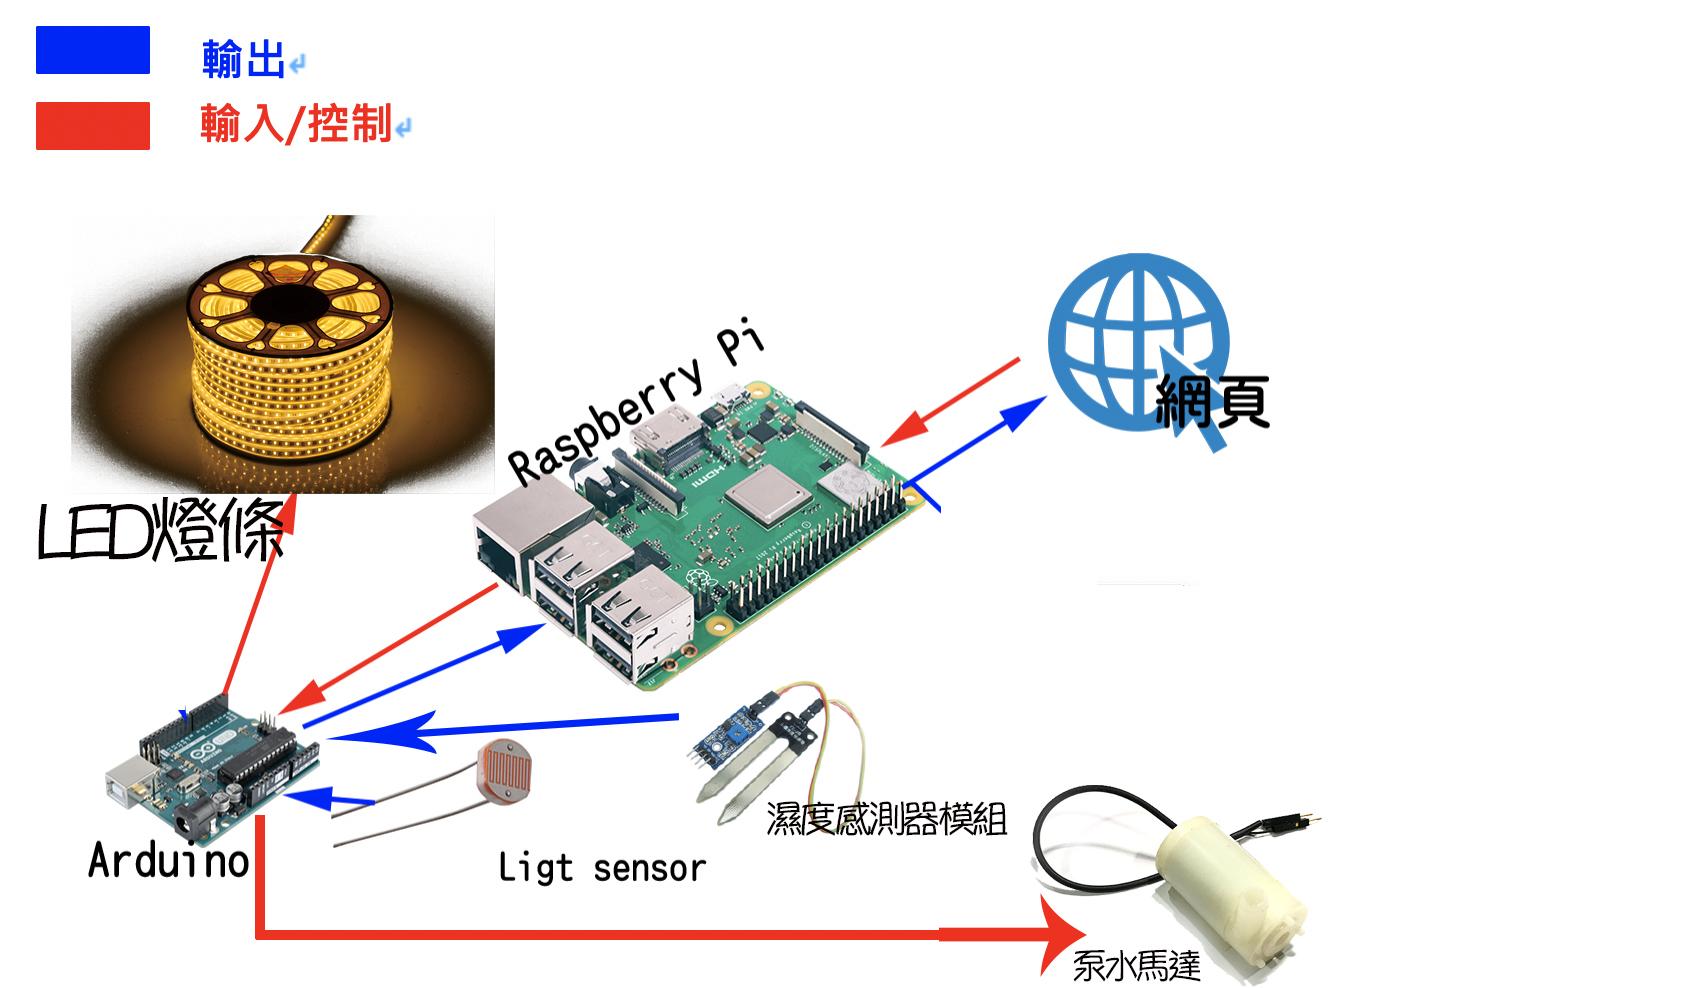 輸出
輸入/控制
Raspberry Pi
網頁
LED燈條
HDMI
濕度感測器模組
Arduino
Ligt sensor
泵水馬達